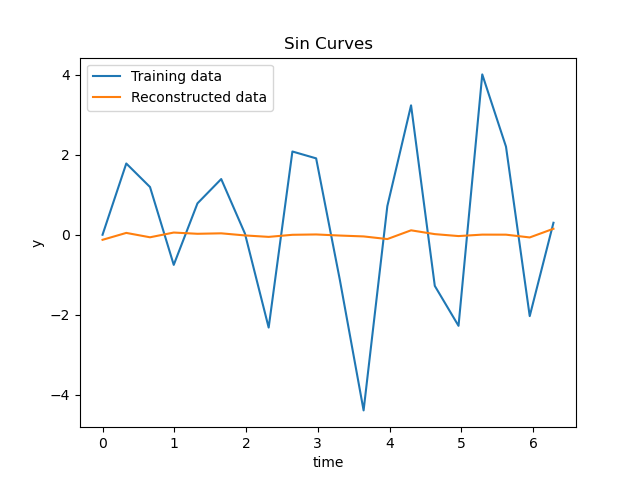 Sin Curves
Training data
Reconstructed data
4
2
0
−2
−4
y
0 1 2 3 4 5 6
time